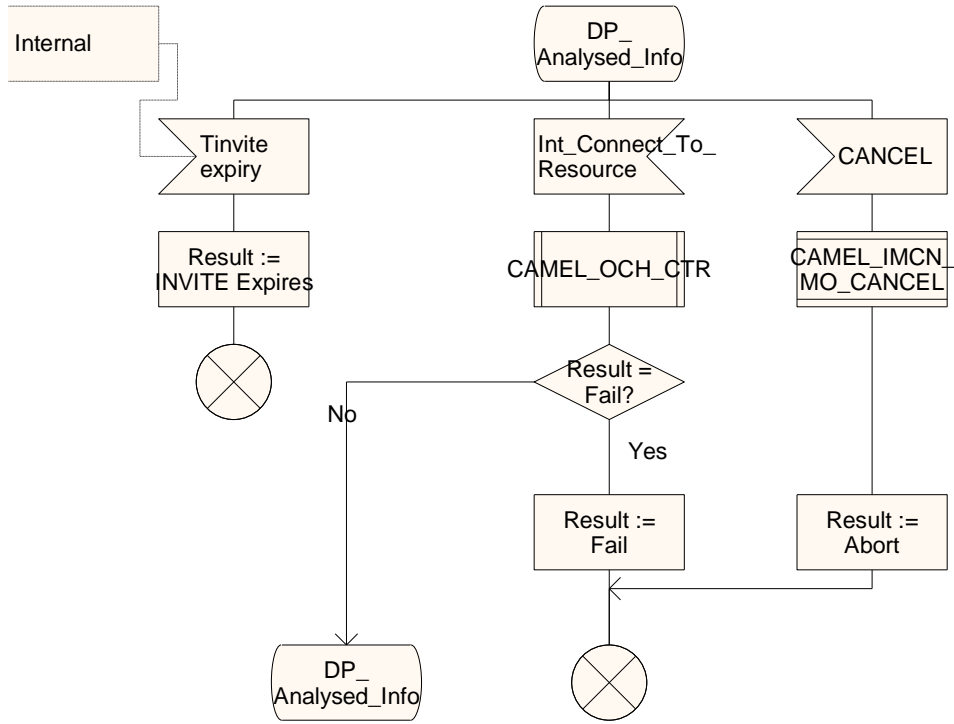 Internal
DP_
Analysed_Info
Tinvite
expiry
Int_Connect_To_
Resource
CANCEL
Result :=
INVITE Expires
CAMEL_OCH_CTR
CAMEL_IMCN_
MO_CANCEL
Result =
Fail?
No
Yes
Result :=
Fail
Result :=
Abort
DP_
Analysed_Info